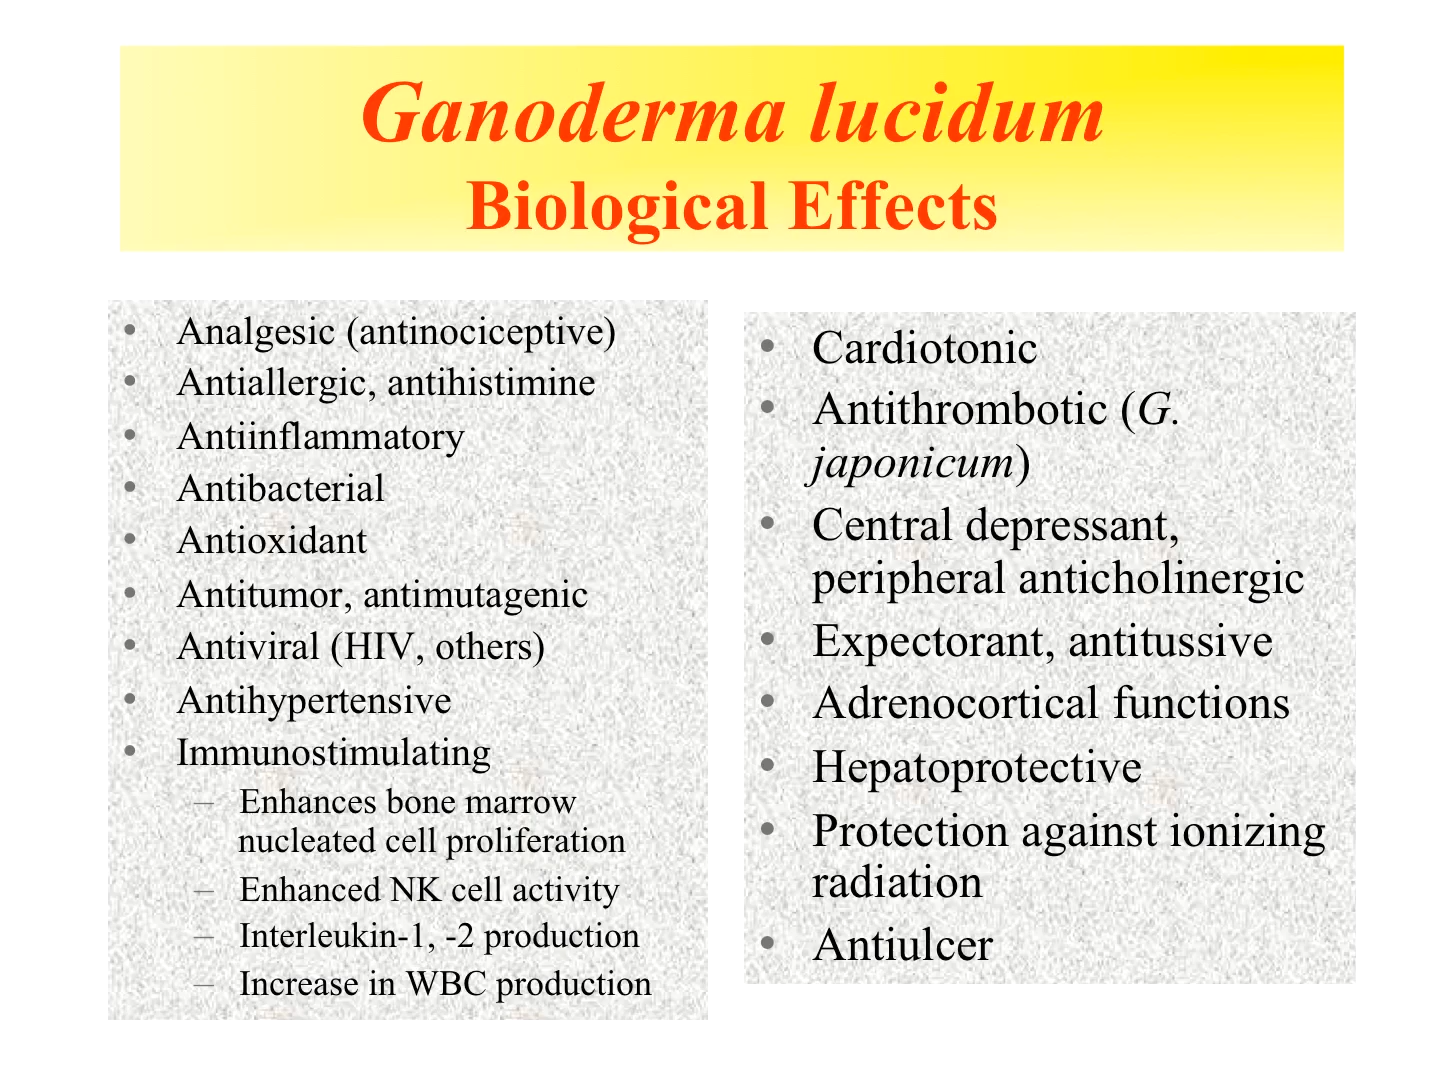 Ganoderma lucidum
Biological Effects
• Analgesic (antinociceptive)
• Antiallergic, antihistimine
• Antiinflammatory
• Antibacterial
• Antioxidant
• Antitumor, antimutagenic
• Antiviral (HIV, others)
• Antihypertensive
• Immunostimulating
– Enhances bone marrow
nucleated cell proliferation
– Enhanced NK cell activity
– Interleukin-1, -2 production
– Increase in WBC production
• Cardiotonic
• Antithrombotic (G.
japonicum)
• Central depressant,
peripheral anticholinergic
• Expectorant, antitussive
• Adrenocortical functions
• Hepatoprotective
• Protection against ionizing
radiation
• Antiulcer